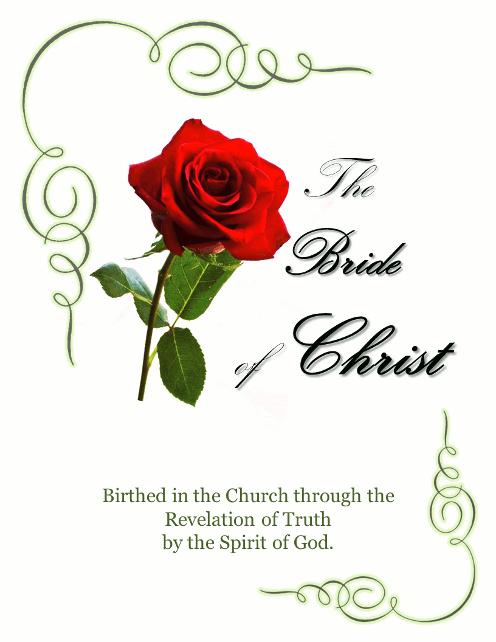 The
Bride
of Christ
Birthed in the Church through the
Revelation of Truth
by the Spirit of God.